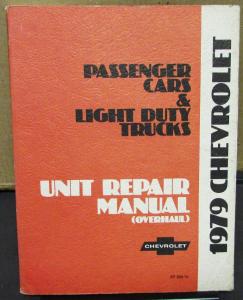 PASSENGER
CARS
&
LIGHT DUTY
TRUCKS
UNIT REPAIR
MANUAL
(OVERHAUL)
CHEVROLET
1979 CHEVROLET